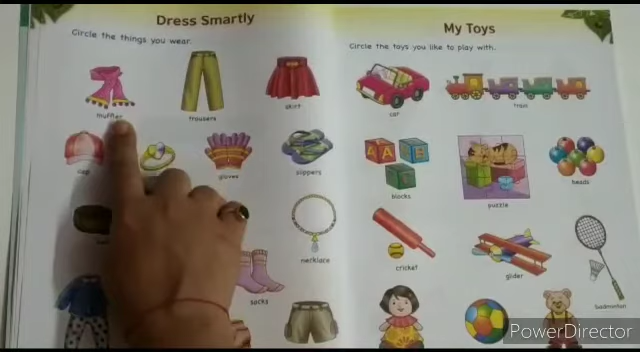 Dress Smartly
Circle the things you wear.
muffler
trousers
skirt
cap
gloves
slippers
necklace
socks
My Toys
Circle the toys you like to play with.
car
train
blocks
puzzle
beads
cricket
glider
badminton
PowerDirector